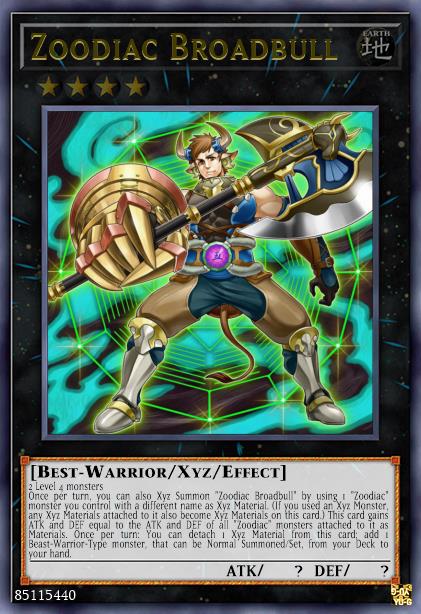 Zoodiac Broadbull
EARTH
地
[Best-Warrior/Xyz/Effect]
2 Level 4 monsters
Once per turn, you can also Xyz Summon "Zoodiac Broadbull" by using 1 "Zoodiac"
monster you control with a different name as Xyz Material. (If you used an Xyz Monster,
any Xyz Materials attached to it also become Xyz Materials on this card.) This card gains
ATK and DEF equal to the ATK and DEF of all "Zoodiac" monsters attached to it as
Materials. Once per turn: You can detach 1 Xyz Material from this card; add 1
Beast-Warrior-Type monster, that can be Normal Summoned/Set, from your Deck to
your hand.
ATK/ ? DEF/ ?
85115440